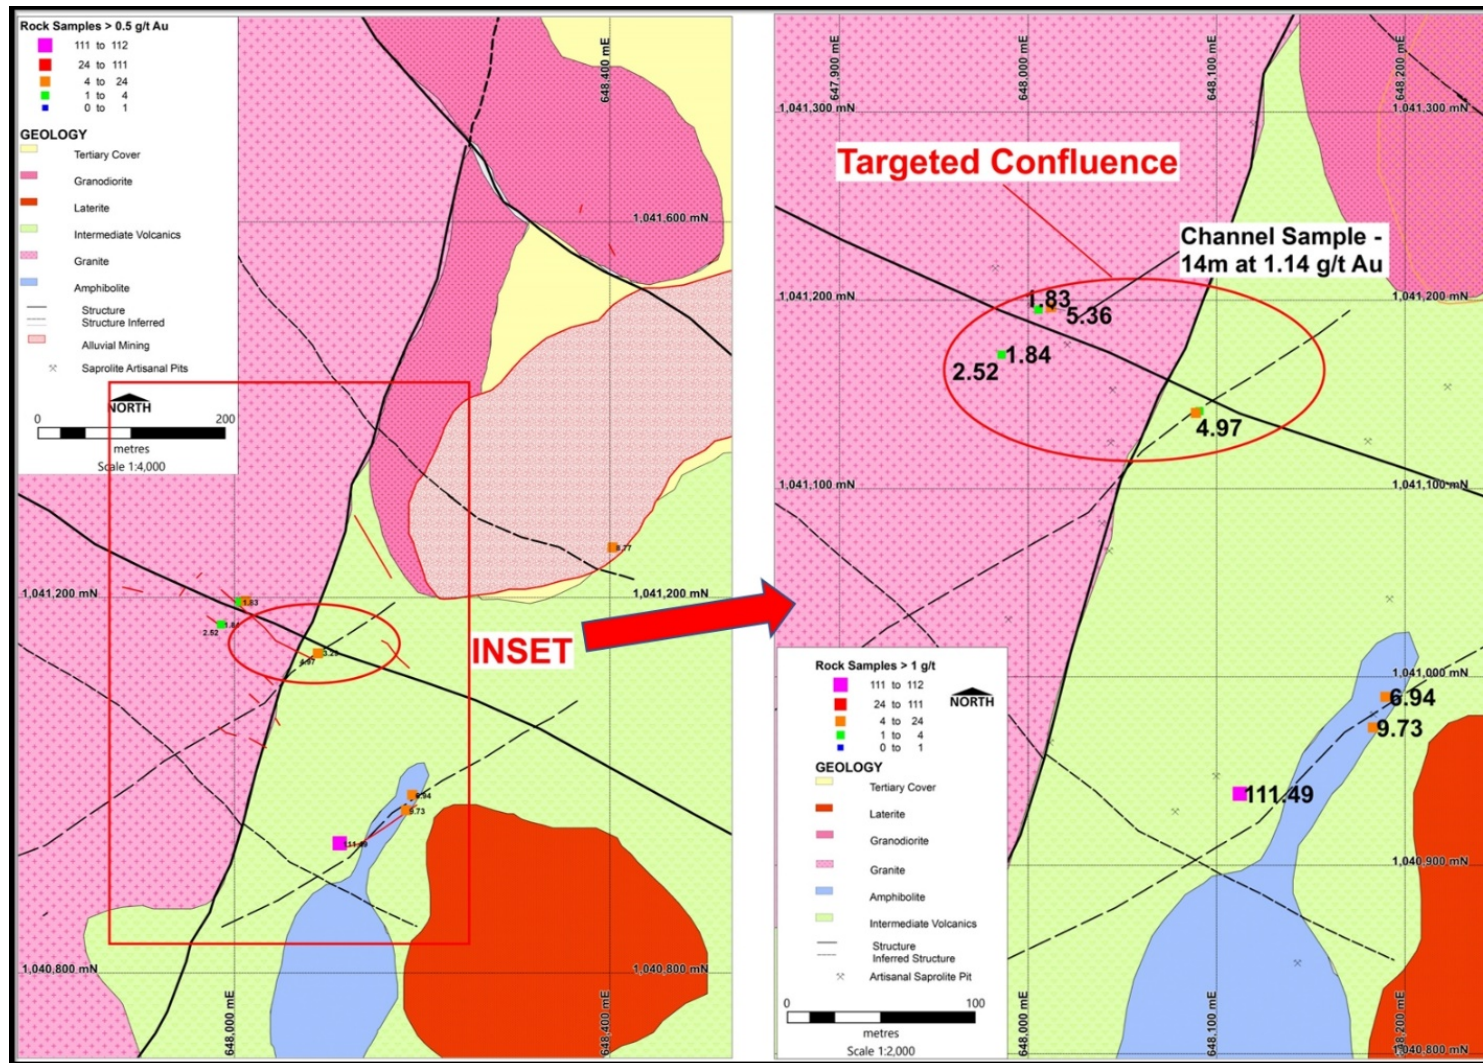 Rock Samples > 0.5 g/t Au
111 to 112
24 to 111
4 to 24
1 to 4
0 to 1
GEOLOGY
Tertiary Cover
Granodiorite
Laterite
Intermediate Volcanics
Granite
Amphibolite
Structure
Structure Inferred
Alluvial Mining
Saprolite Artisanal Pits
NORTH
0 200
metres
Scale 1:4,000
648,400 mE
1,041,600 mN
1,041,200 mN
1,040,800 mN
648,000 mE
648,400 mE
1.83
1.84
2.52
4.97
6.94
9.73
111.49
INSET
647,900 mE
648,000 mE
648,100 mE
648,200 mE
1,041,300 mN
1,041,300 mN
Targeted Confluence
Channel Sample -
14m at 1.14 g/t Au
1,041,200 mN
1,041,200 mN
1.83
5.36
1.84
2.52
4.97
1,041,100 mN
1,041,100 mN
1,041,000 mN
6.94
9.73
111.49
1,040,900 mN
1,040,800 mN
648,000 mE
648,100 mE
648,200 mE
Rock Samples > 1 g/t
111 to 112
24 to 111
4 to 24
1 to 4
0 to 1
NORTH
GEOLOGY
Tertiary Cover
Laterite
Granodiorite
Granite
Amphibolite
Intermediate Volcanics
Structure
Inferred Structure
Artisanal Saprolite Pit
0 100
metres
Scale 1:2,000